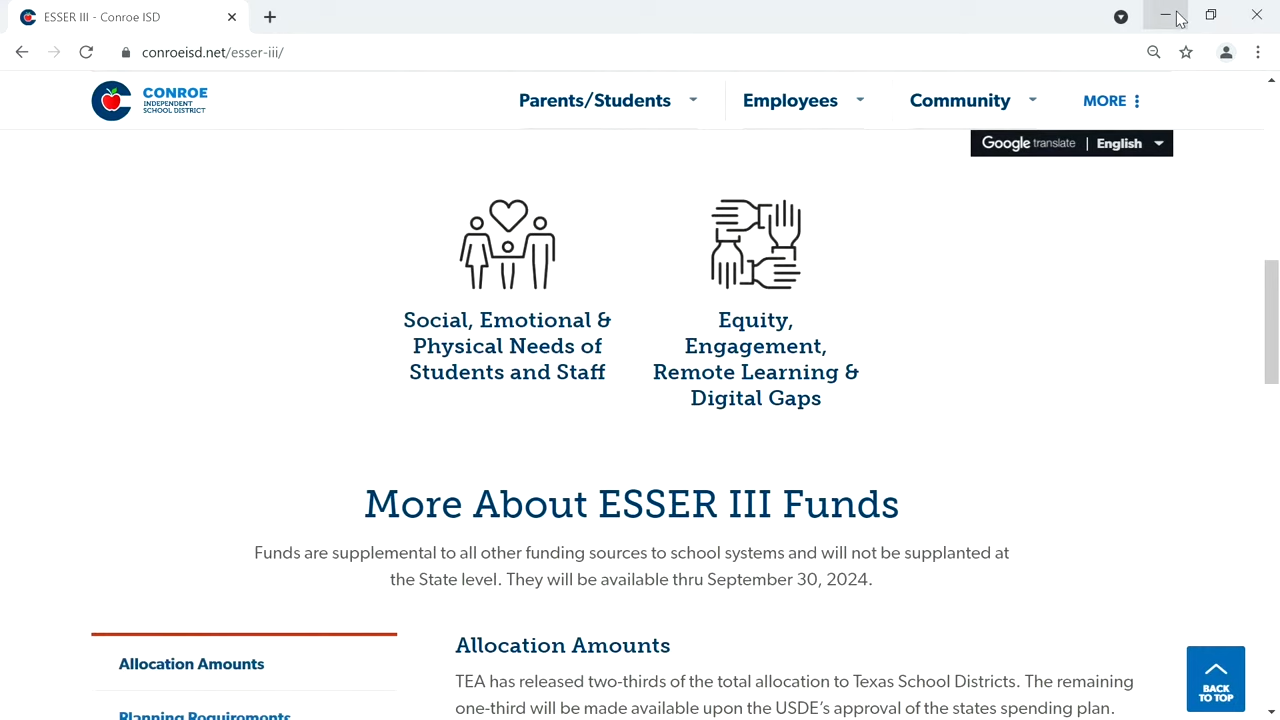 ESSER III - Conroe ISD
conroeisd.net/esser-iii/
CONROE
INDEPENDENT
SCHOOL DISTRICT
Parents/Students
Employees
Community
MORE
Google translate | English
Social, Emotional &
Physical Needs of
Students and Staff
Equity,
Engagement,
Remote Learning &
Digital Gaps
More About ESSER III Funds
Funds are supplemental to all other funding sources to school systems and will not be supplanted at
the State level. They will be available thru September 30, 2024.
Allocation Amounts
Planning Requirements
Allocation Amounts
TEA has released two-thirds of the total allocation to Texas School Districts. The remaining
one-third will be made available upon the USDE's approval of the states spending plan.
BACK
TO TOP